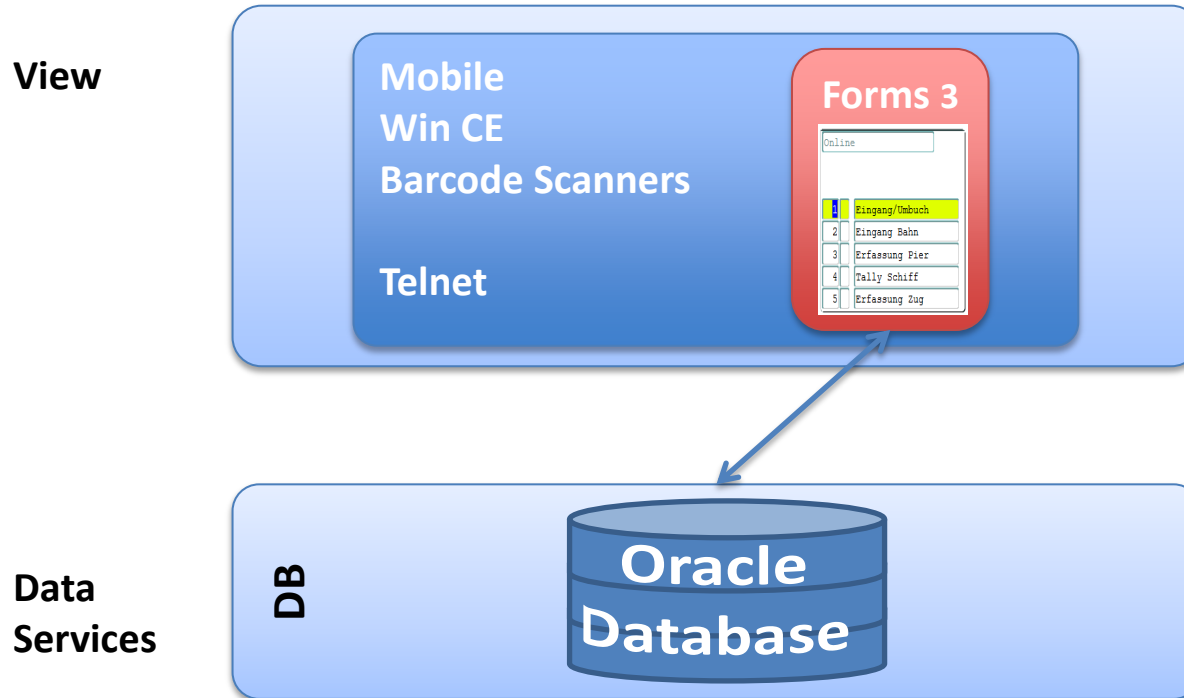 View
Mobile
Win CE
Barcode Scanners
Telnet
Forms 3
Online
1 Eingang/Umbuch
2 Eingang Bahn
3 Erfassung Pier
4 Tally Schiff
5 Erfassung Zug
Data
Services
DB
Oracle
Database